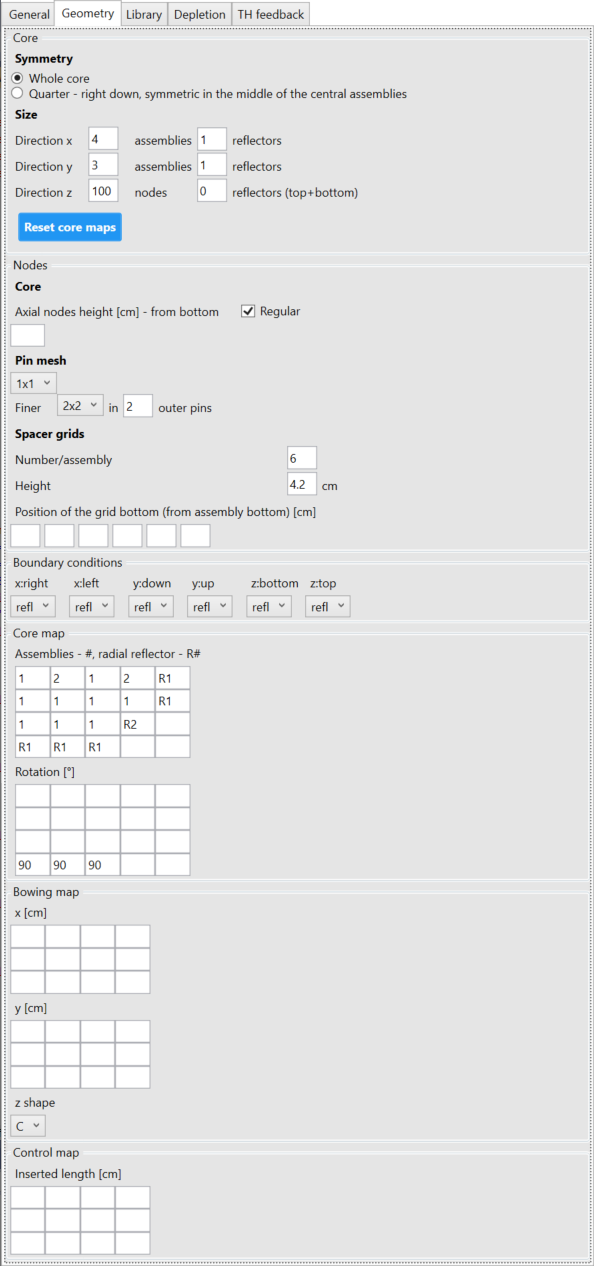 General Geometry Library Depletion TH feedback
Core
Symmetry
Whole core
Quarter - right down, symmetric in the middle of the central assemblies
Size
Direction x 4 assemblies 1 reflectors
Direction y 3 assemblies 1 reflectors
Direction z 100 nodes 0 reflectors (top+bottom)
Reset core maps
Nodes
Core
Axial nodes height [cm] - from bottom Regular
Pin mesh
1x1
Finer 2x2 in 2 outer pins
Spacer grids
Number/assembly 6
Height 4.2 cm
Position of the grid bottom (from assembly bottom) [cm]
Boundary conditions
x:right x:left y:down y:up z:bottom z:top
refl refl refl refl refl refl
Core map
Assemblies - #, radial reflector - R#
1 2 1 2 R1
1 1 1 1 R1
1 1 1 R2
R1 R1 R1
Rotation [°]
90 90 90
Bowing map
x [cm]
y [cm]
z shape
C
Control map
Inserted length [cm]